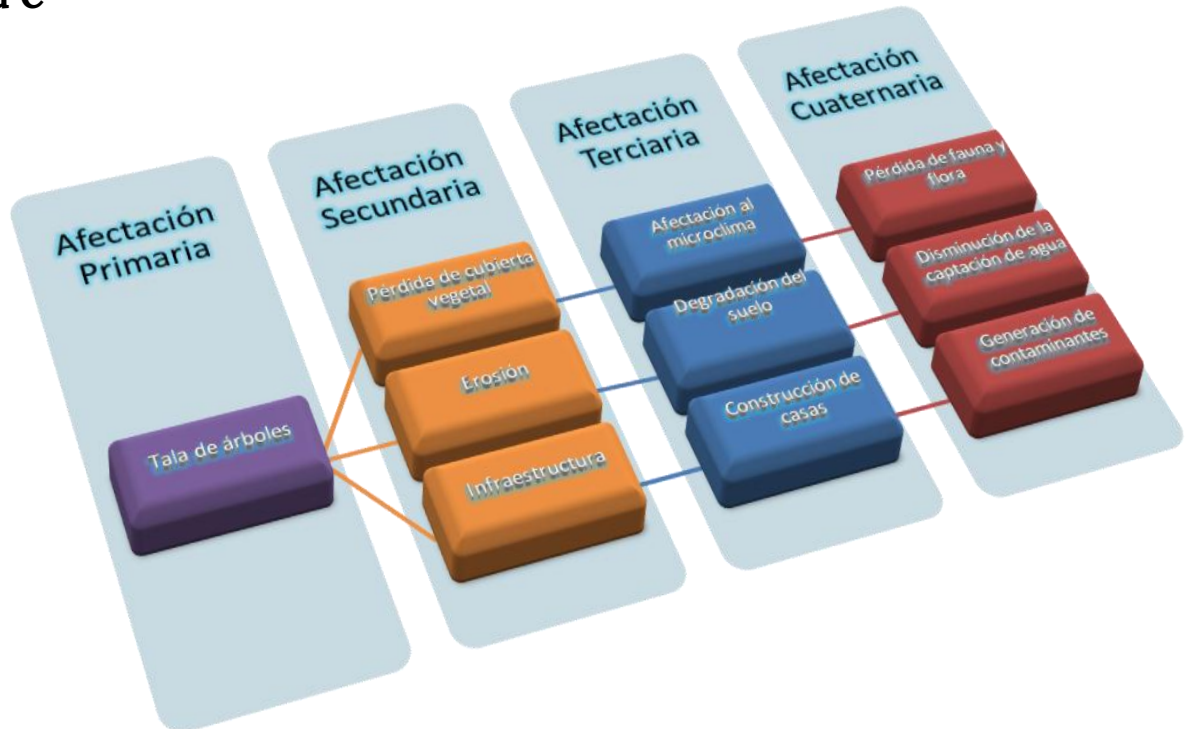 Afectación
Primaria
Tala de árboles
Afectación
Secundaria
Pérdida de cubierta
vegetal
Erosión
Infraestructura
Afectación
Terciaria
Afectación al
microclima
Degradación del
suelo
Construcción de
casas
Afectación
Cuaternaria
Pérdida de fauna y
flora
Disminución de la
captación de agua
Generación de
contaminantes